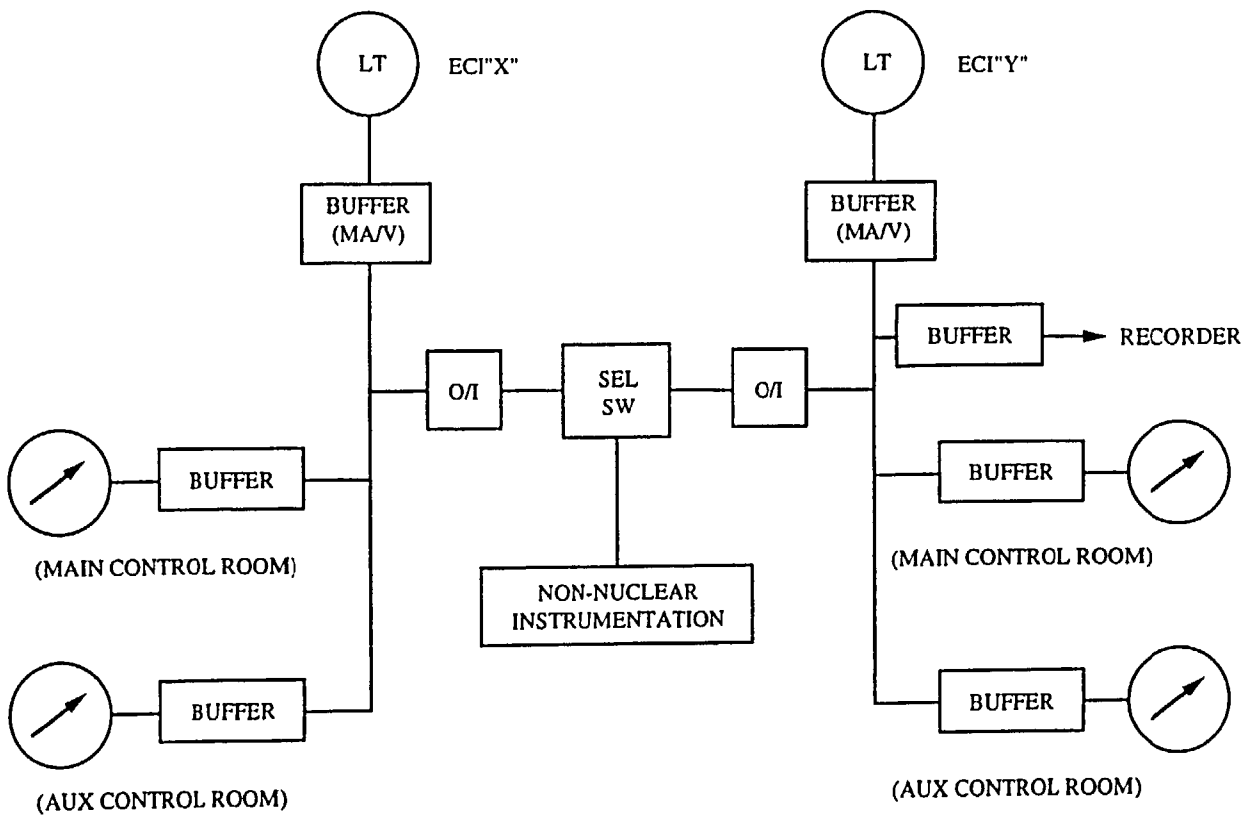 LT
ECI"X"
LT
ECI"Y"
BUFFER
(MA/V)
BUFFER
(MA/V)
BUFFER
RECORDER
O/I
SEL
SW
O/I
BUFFER
BUFFER
(MAIN CONTROL ROOM)
(MAIN CONTROL ROOM)
NON-NUCLEAR
INSTRUMENTATION
BUFFER
BUFFER
(AUX CONTROL ROOM)
(AUX CONTROL ROOM)